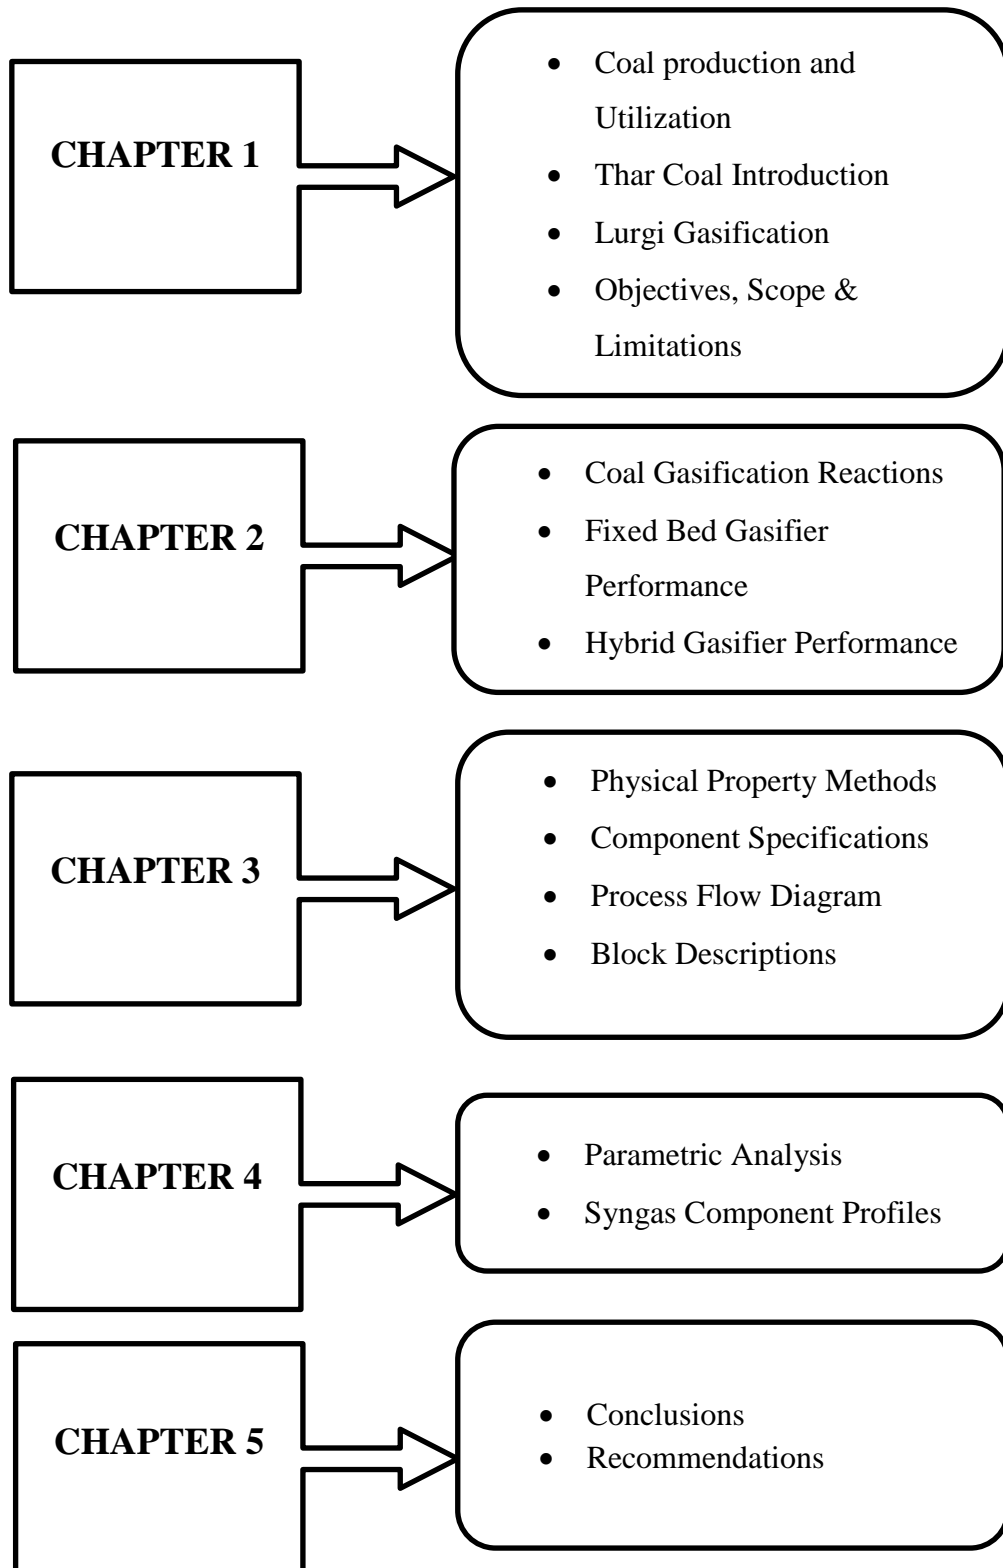 CHAPTER 1
• Coal production and
Utilization
• Thar Coal Introduction
• Lurgi Gasification
• Objectives, Scope &
Limitations
CHAPTER 2
• Coal Gasification Reactions
• Fixed Bed Gasifier
Performance
• Hybrid Gasifier Performance
CHAPTER 3
• Physical Property Methods
• Component Specifications
• Process Flow Diagram
• Block Descriptions
CHAPTER 4
• Parametric Analysis
• Syngas Component Profiles
CHAPTER 5
• Conclusions
• Recommendations